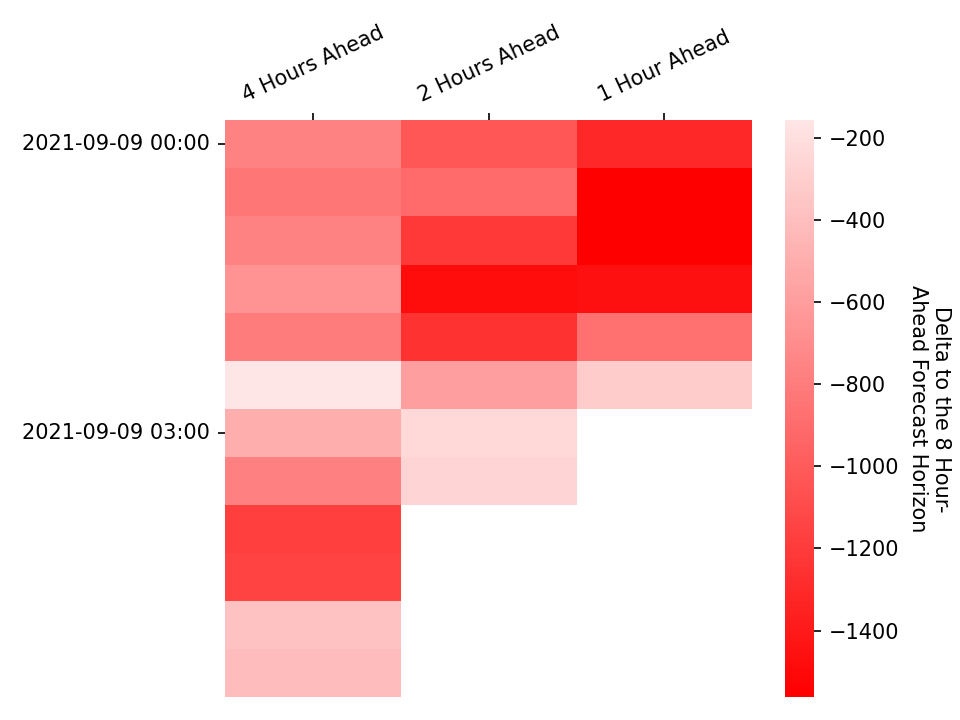 4 Hours Ahead
2 Hours Ahead
1 Hour Ahead
2021-09-09 00:00
2021-09-09 03:00
−200
−400
−600
−800
−1000
−1200
−1400
Delta to the 8 Hour-
Ahead Forecast Horizon